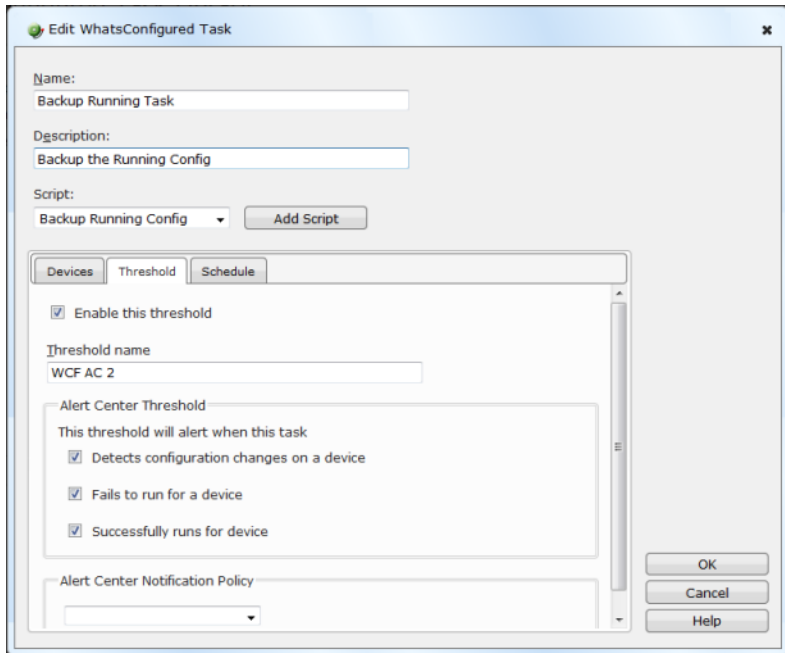 Edit WhatsConfigured Task
Name:
Backup Running Task
Description:
Backup the Running Config
Script:
Backup Running Config Add Script
Devices Threshold Schedule
Enable this threshold
Threshold name
WCF AC 2
Alert Center Threshold
This threshold will alert when this task
Detects configuration changes on a device
Fails to run for a device
Successfully runs for device
Alert Center Notification Policy
OK
Cancel
Help